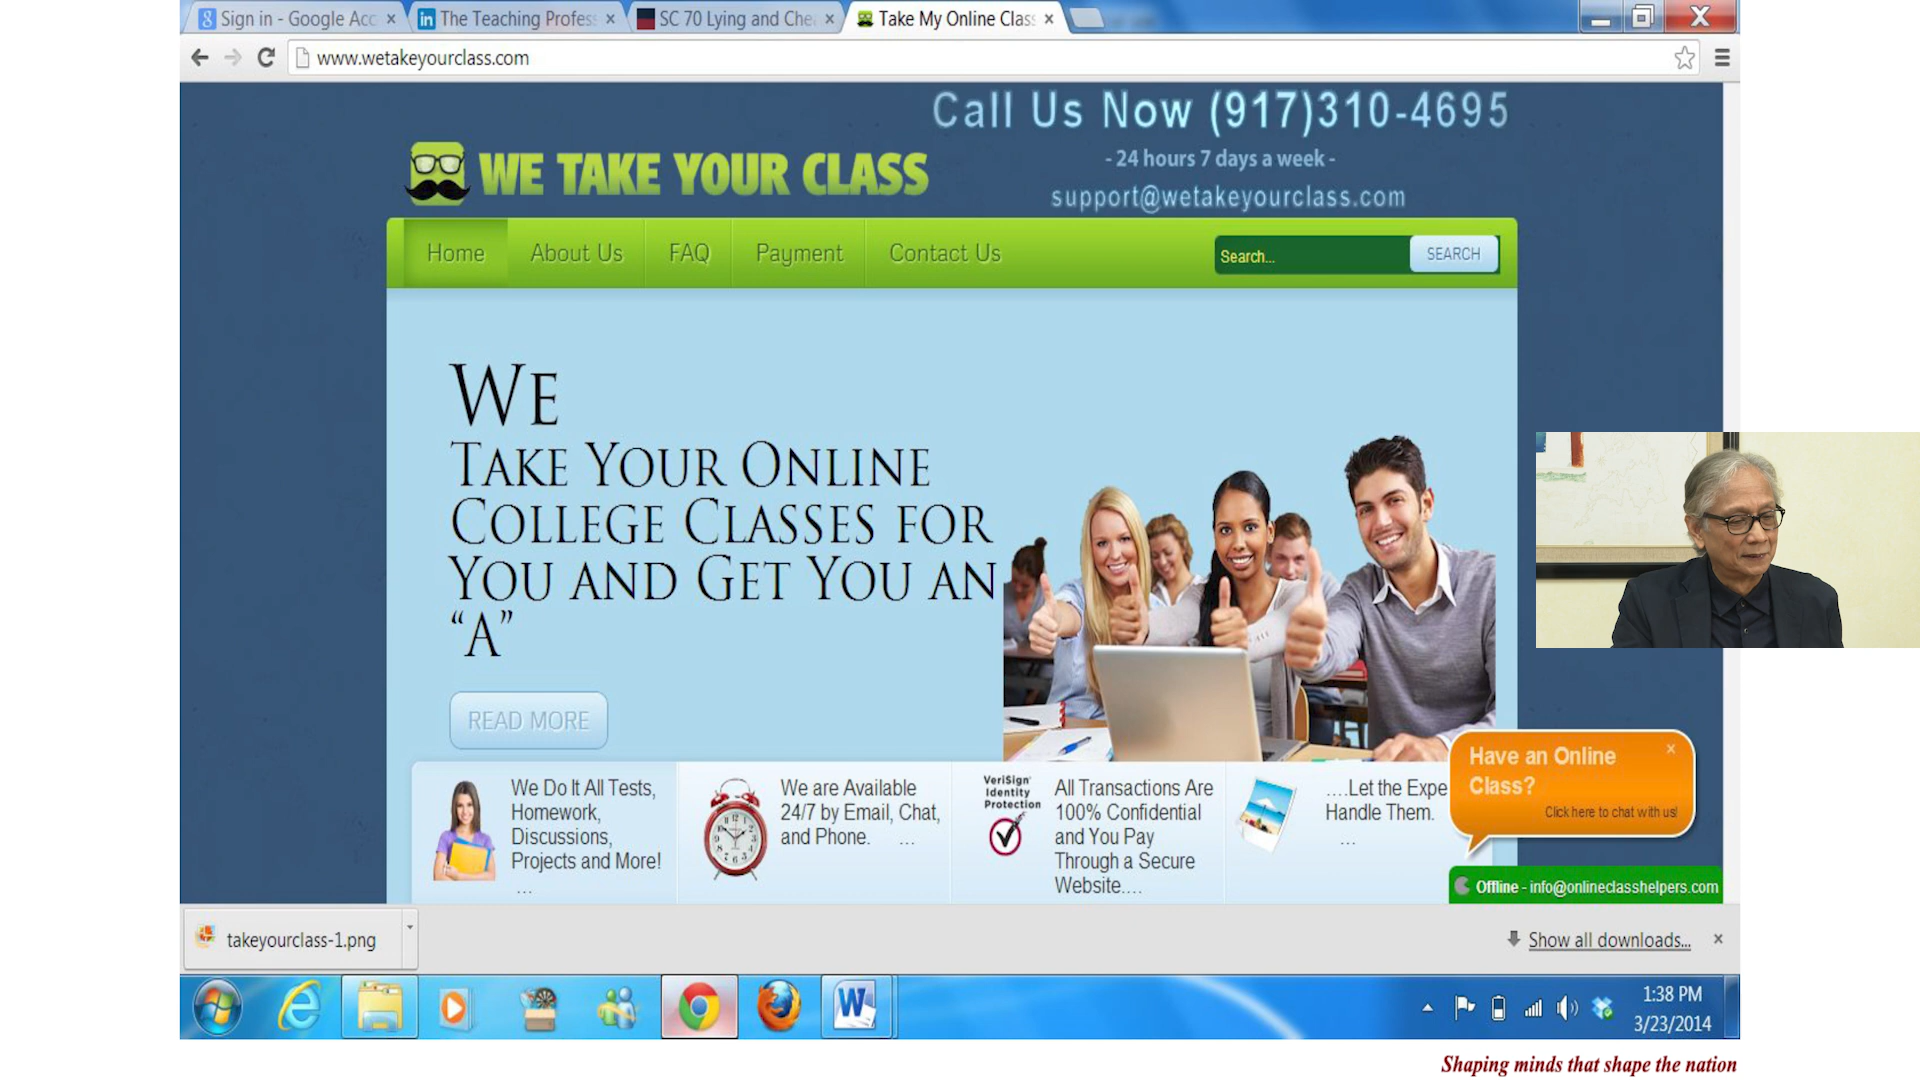 Sign in - Google Acc
The Teaching Profess
SC 70 Lying and Chea
Take My Online Class
www.wetakeyourclass.com
Call Us Now (917)310-4695
- 24 hours 7 days a week -
WE TAKE YOUR CLASS
support@wetakeyourclass.com
Home
About Us
FAQ
Payment
Contact Us
Search...
SEARCH
WE
TAKE YOUR ONLINE
COLLEGE CLASSES FOR
YOU AND GET YOU AN
“A”
READ MORE
We Do It All Tests,
Homework,
Discussions,
Projects and More!
...
We are Available
24/7 by Email, Chat,
and Phone. ...
VeriSign
Identity
Protection
All Transactions Are
100% Confidential
and You Pay
Through a Secure
Website....
....Let the Expe
Handle Them.
...
Have an Online
Class?
Click here to chat with us!
Offline - info@onlineclasshelpers.com
takeyourclass-1.png
Show all downloads...
1:38 PM
3/23/2014
Shaping minds that shape the nation